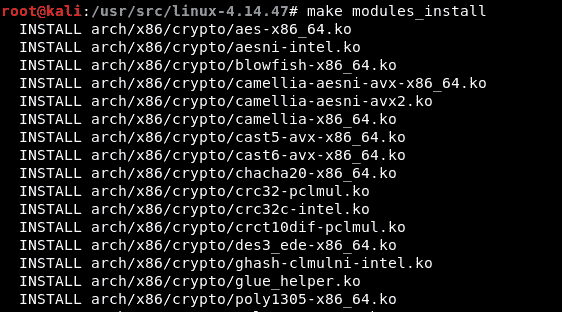 root@kali:/usr/src/linux-4.14.47# make modules_install
INSTALL arch/x86/crypto/aes-x86_64.ko
INSTALL arch/x86/crypto/aesni-intel.ko
INSTALL arch/x86/crypto/blowfish-x86_64.ko
INSTALL arch/x86/crypto/camellia-aesni-avx-x86_64.ko
INSTALL arch/x86/crypto/camellia-aesni-avx2.ko
INSTALL arch/x86/crypto/camellia-x86_64.ko
INSTALL arch/x86/crypto/cast5-avx-x86_64.ko
INSTALL arch/x86/crypto/cast6-avx-x86_64.ko
INSTALL arch/x86/crypto/chacha20-x86_64.ko
INSTALL arch/x86/crypto/crc32-pclmul.ko
INSTALL arch/x86/crypto/crc32c-intel.ko
INSTALL arch/x86/crypto/crct10dif-pclmul.ko
INSTALL arch/x86/crypto/des3_ede-x86_64.ko
INSTALL arch/x86/crypto/ghash-clmulni-intel.ko
INSTALL arch/x86/crypto/glue_helper.ko
INSTALL arch/x86/crypto/poly1305-x86_64.ko